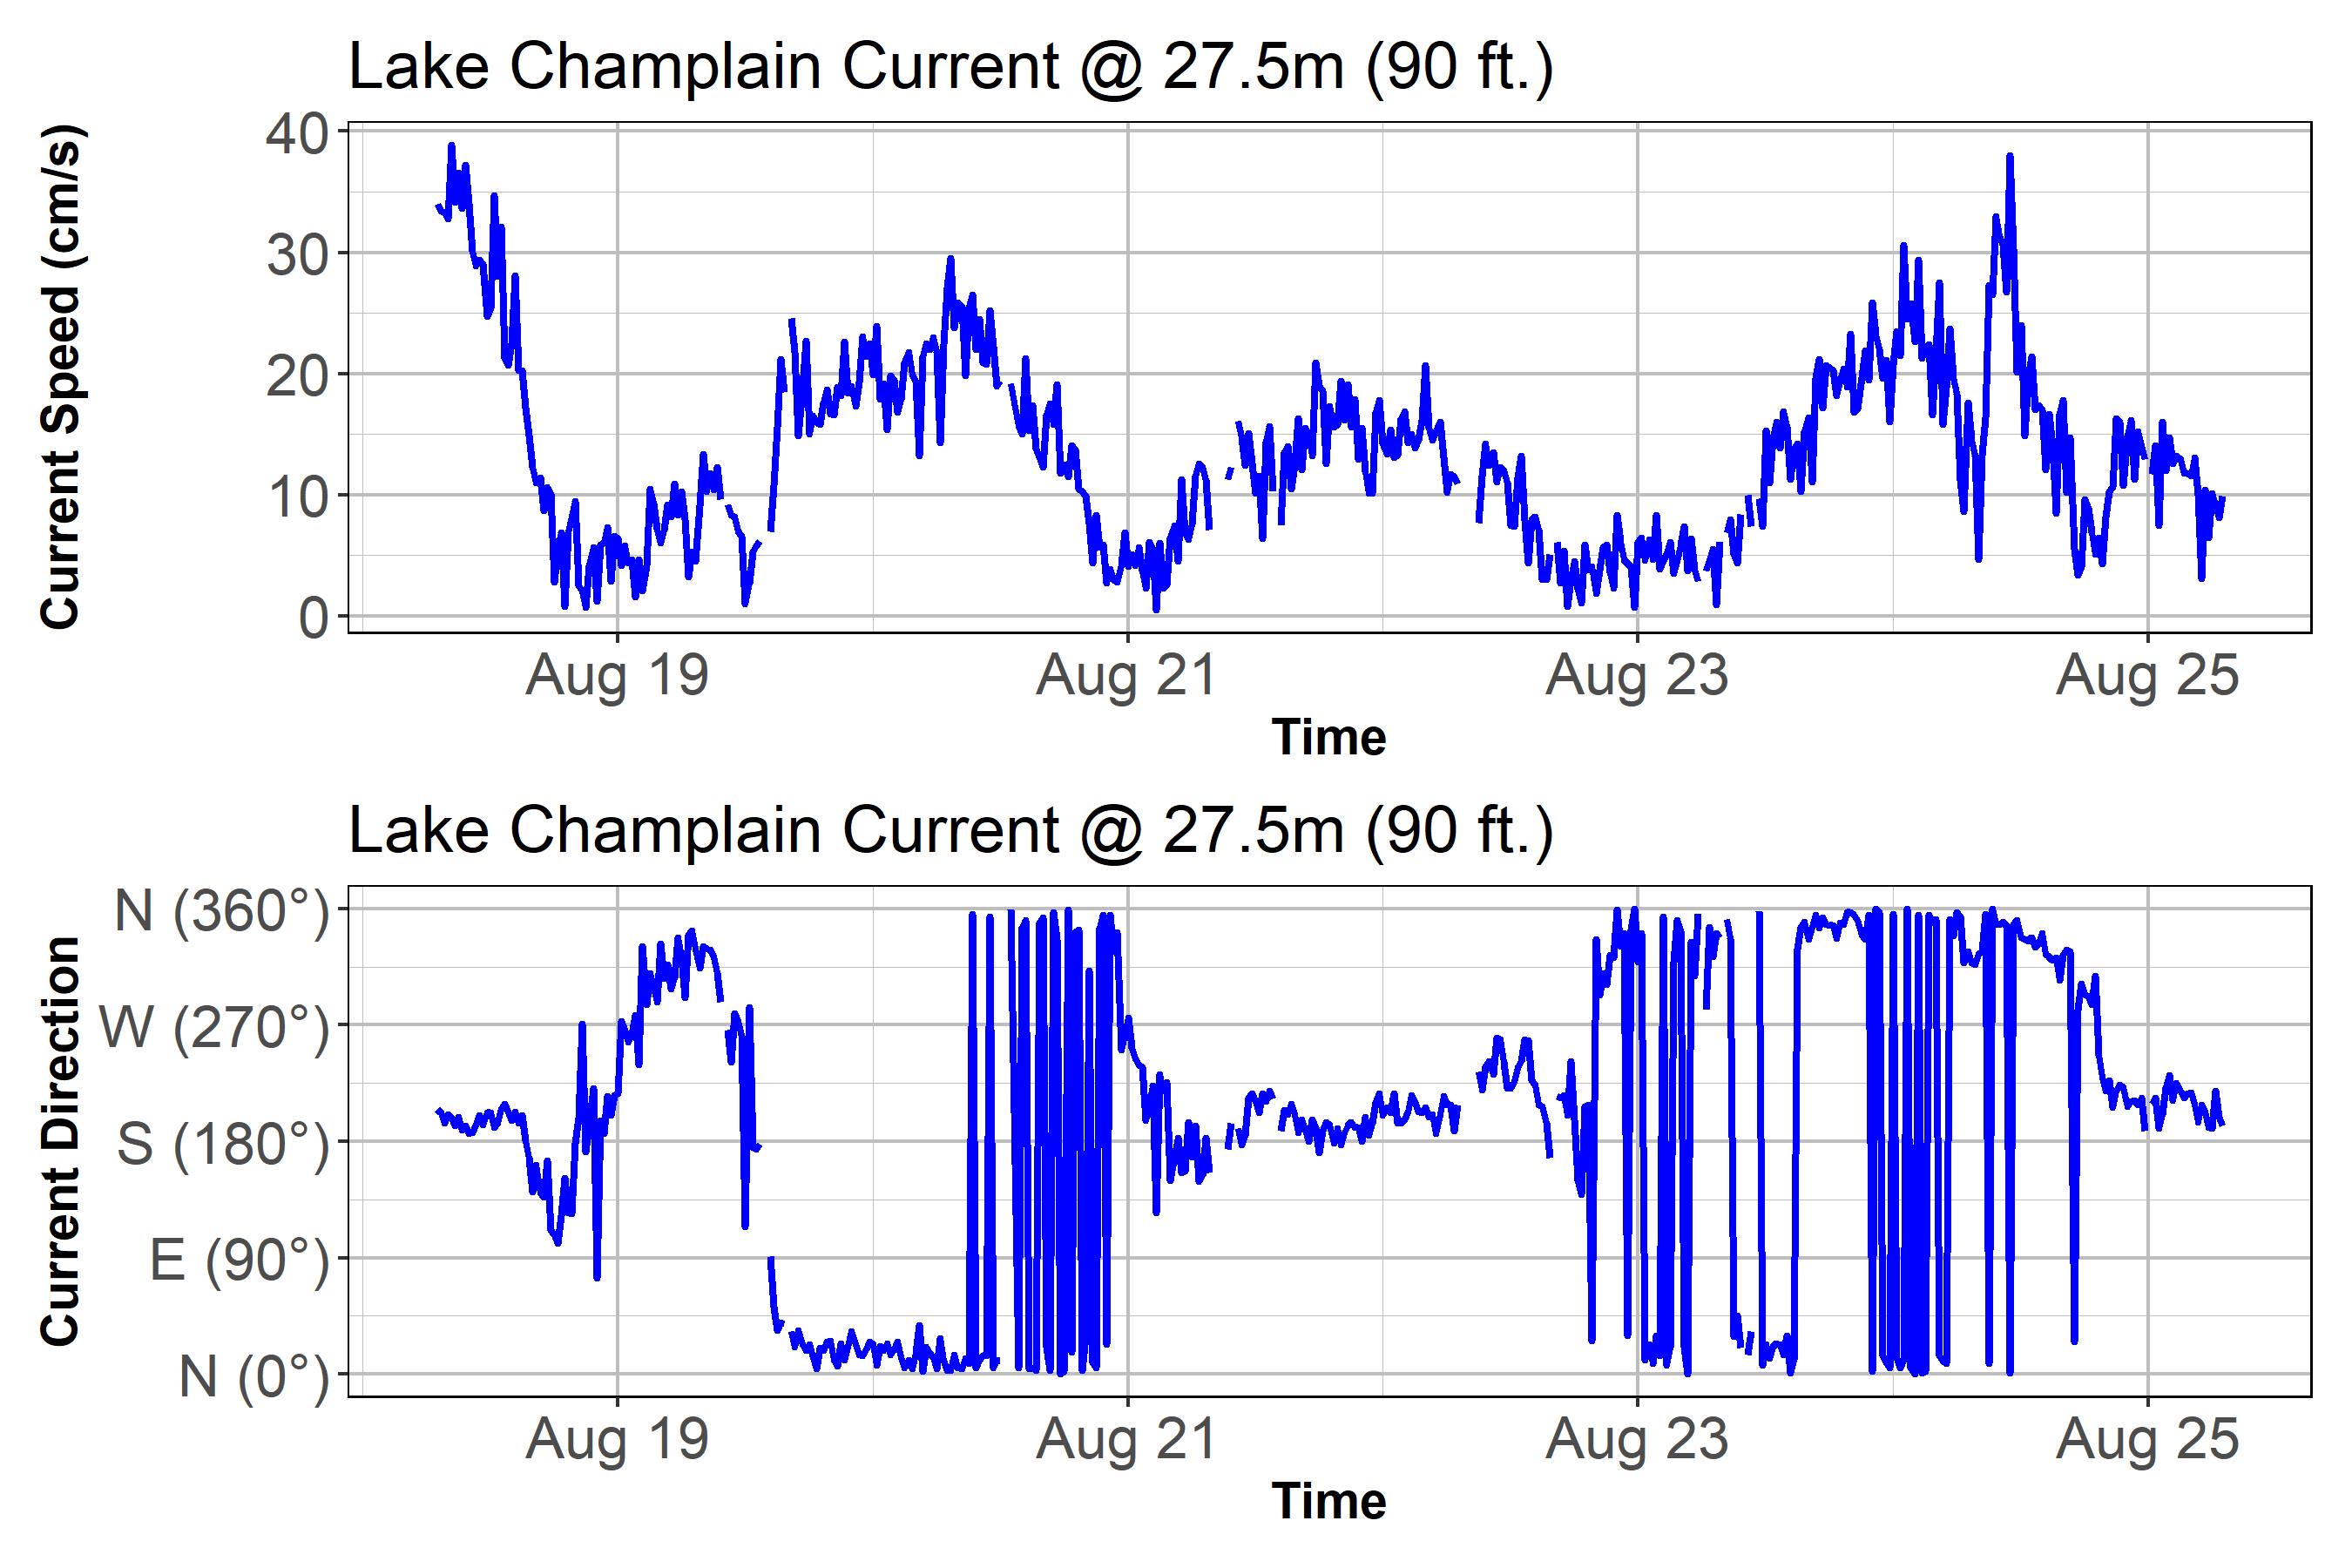 Lake Champlain Current @ 27.5m (90 ft.)
Current Speed (cm/s)
40
30
20
10
0
Aug 19 Aug 21 Aug 23 Aug 25
Time
Lake Champlain Current @ 27.5m (90 ft.)
Current Direction
N (360°)
W (270°)
S (180°)
E (90°)
N (0°)
Aug 19 Aug 21 Aug 23 Aug 25
Time